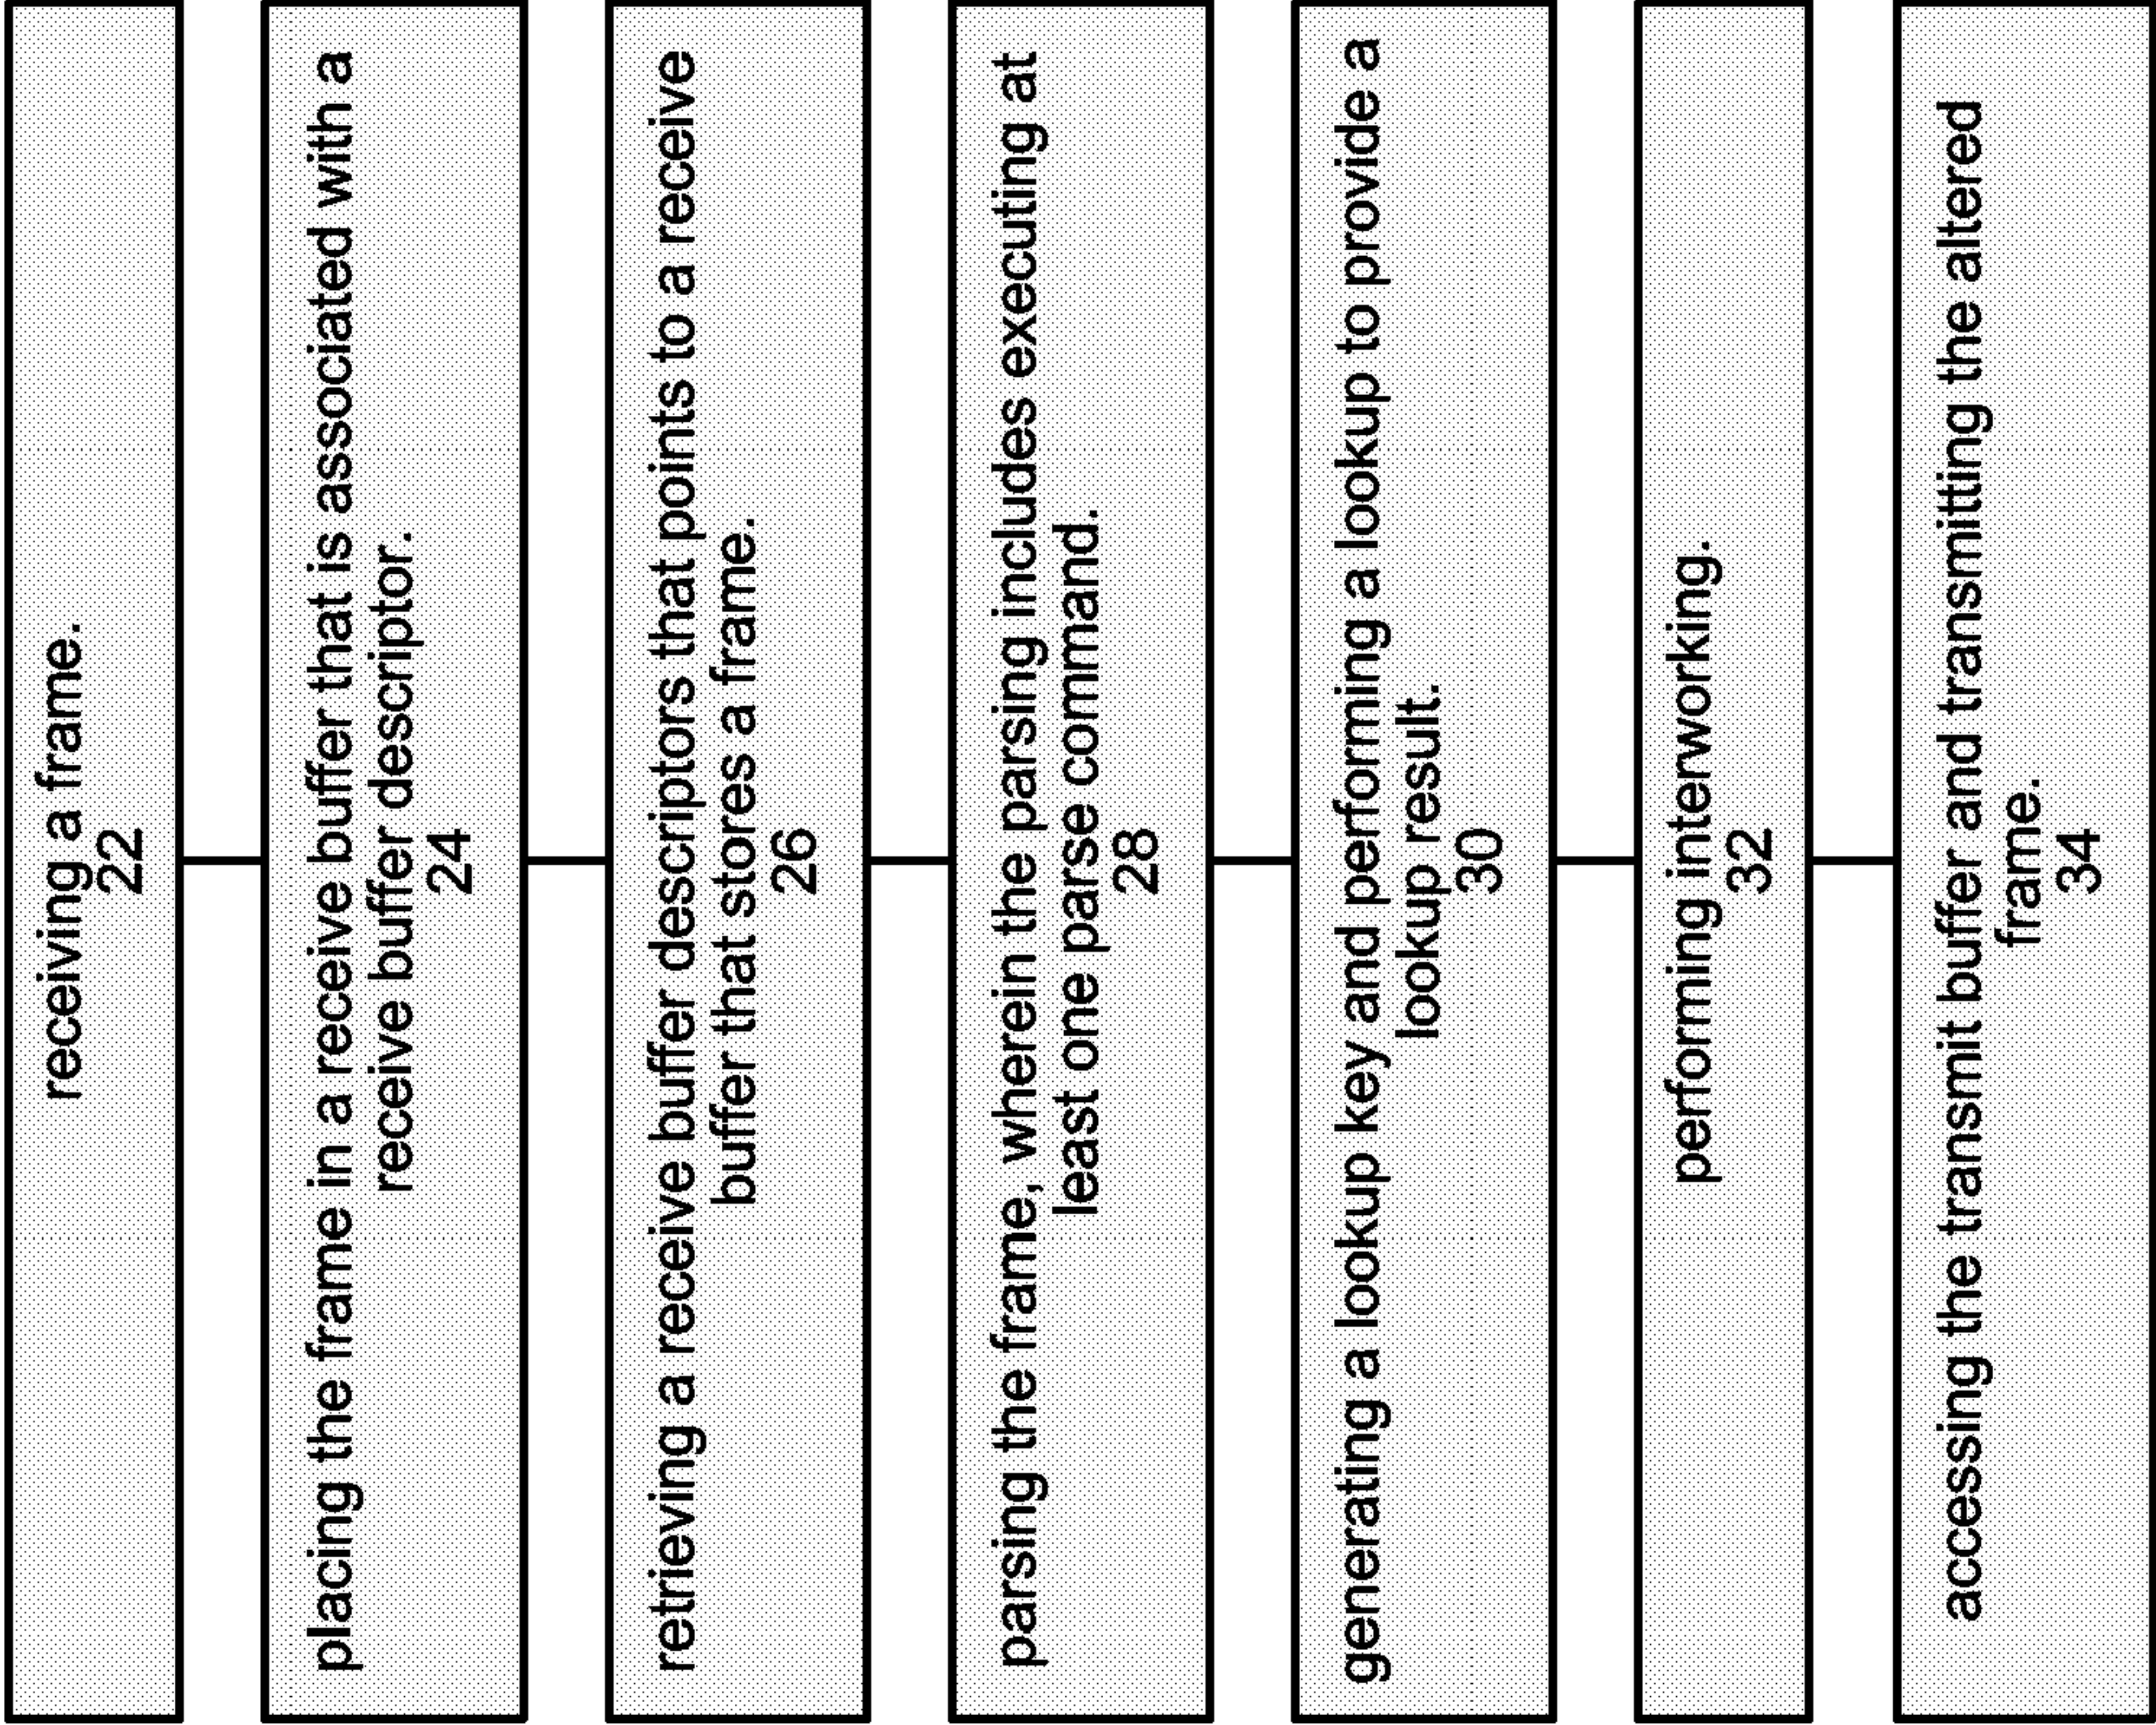 receiving a frame.
22
placing the frame in a receive buffer that is associated with a
receive buffer descriptor.
24
retrieving a receive buffer descriptors that points to a receive
buffer that stores a frame.
26
parsing the frame, wherein the parsing includes executing at
least one parse command.
28
generating a lookup key and performing a lookup to provide a
lookup result.
30
performing interworking.
32
accessing the transmit buffer and transmitting the altered
frame.
34